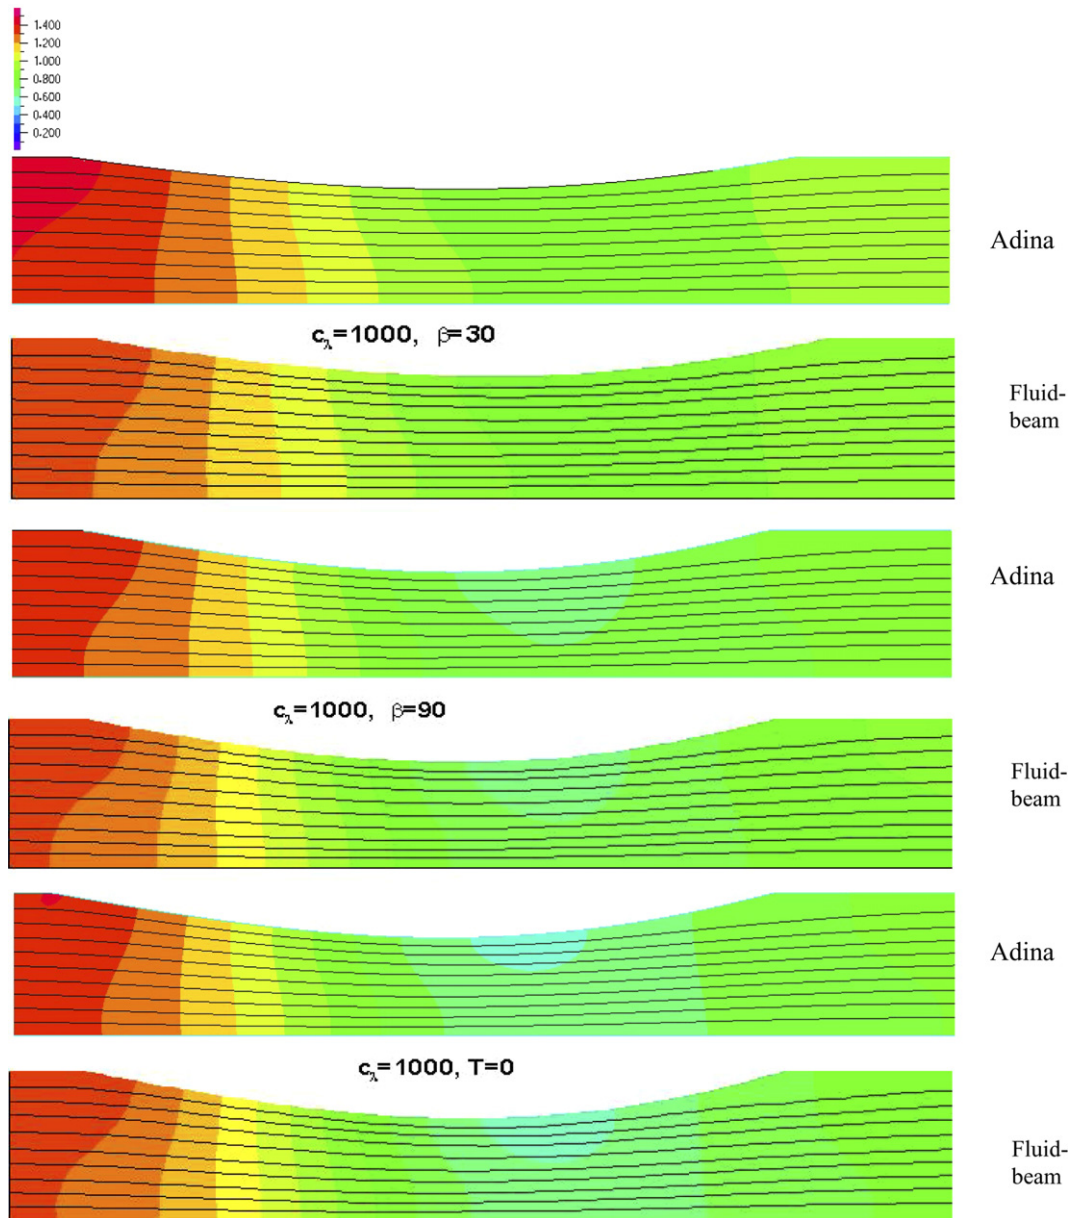 1.400
1.200
1.000
0.800
0.600
0.400
0.200
Adina
cλ=1000, β=30
Fluid-
beam
Adina
cλ=1000, β=90
Fluid-
beam
Adina
cλ=1000, T=0
Fluid-
beam